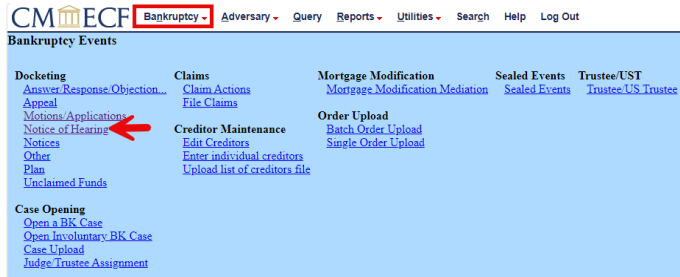 CM ECF Bankruptcy Adversary Query Reports Utilities Search Help Log Out
Bankruptcy Events
Docketing
Answer/Response/Objection...
Appeal
Motions/Applications
Notice of Hearing
Notices
Other
Plan
Unclaimed Funds
Claims
Claim Actions
File Claims
Creditor Maintenance
Edit Creditors
Enter individual creditors
Upload list of creditors file
Mortgage Modification
Mortgage Modification Mediation
Order Upload
Batch Order Upload
Single Order Upload
Sealed Events
Sealed Events
Trustee/UST
Trustee/US Trustee
Case Opening
Open a BK Case
Open Involuntary BK Case
Case Upload
Judge/Trustee Assignment